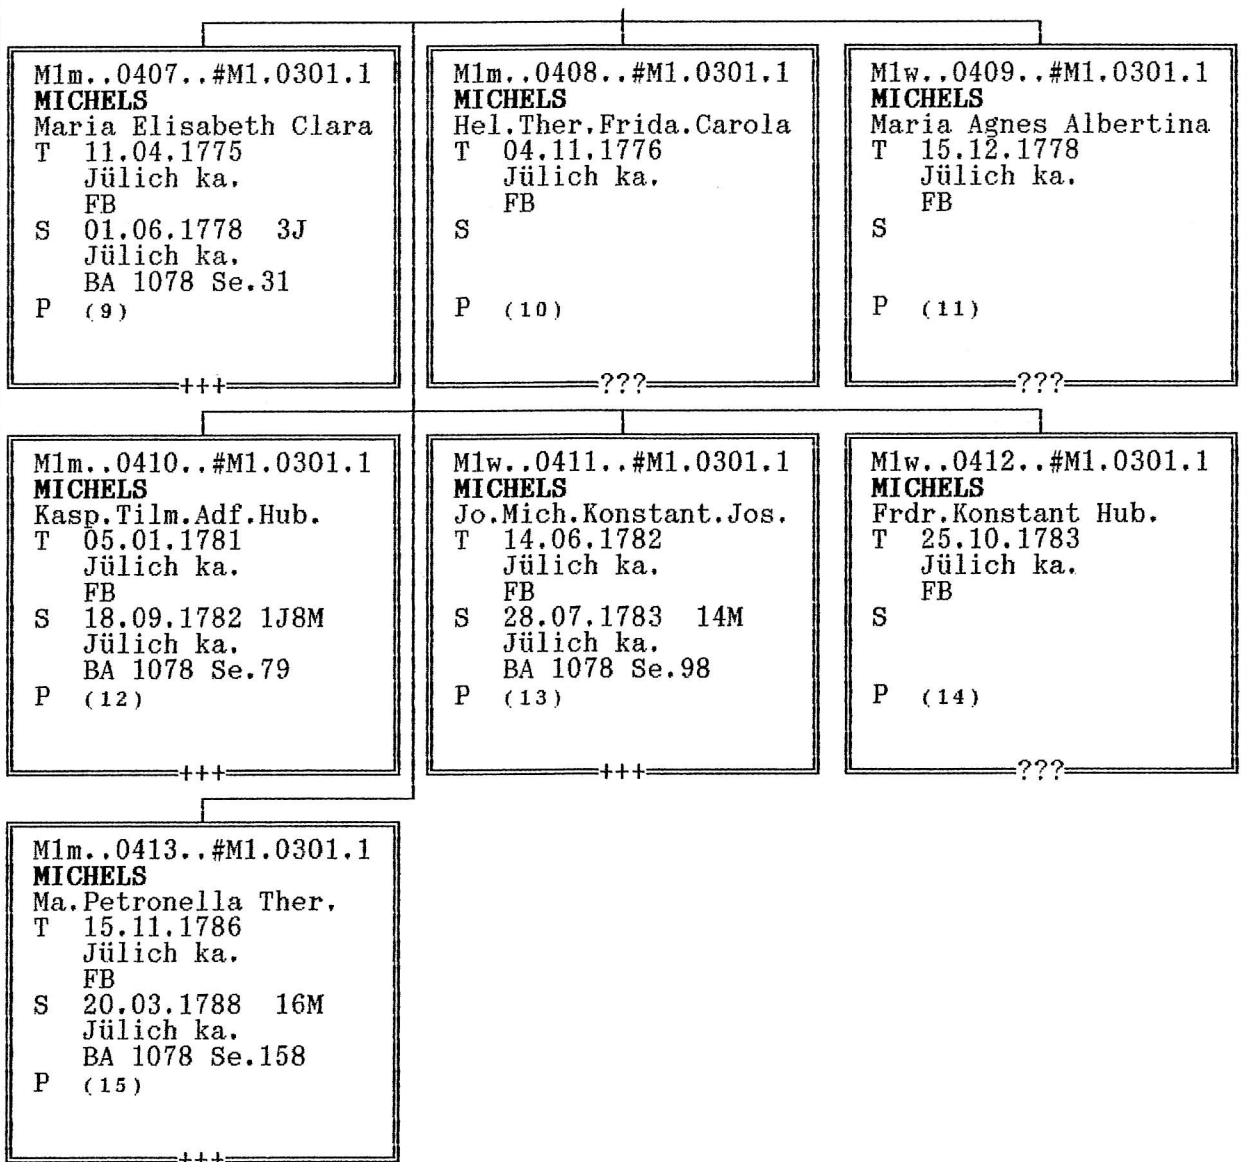 M1m..0407..#M1.0301.1
MICHELS
Maria Elisabeth Clara
T 11.04.1775
Jülich ka.
FB
S 01.06.1778 3J
Jülich ka.
BA 1078 Se.31
P (9)
+++
M1m..0408..#M1.0301.1
MICHELS
Hel.Ther.Frida.Carola
T 04.11.1776
Jülich ka.
FB
S
P (10)
???
M1w..0409..#M1.0301.1
MICHELS
Maria Agnes Albertina
T 15.12.1778
Jülich ka.
FB
S
P (11)
???
M1m..0410..#M1.0301.1
MICHELS
Kasp.Tilm.Adf.Hub.
T 05.01.1781
Jülich ka.
FB
S 18.09.1782 1J8M
Jülich ka.
BA 1078 Se.79
P (12)
+++
M1w..0411..#M1.0301.1
MICHELS
Jo.Mich.Konstant.Jos.
T 14.06.1782
Jülich ka.
FB
S 28.07.1783 14M
Jülich ka.
BA 1078 Se.98
P (13)
+++
M1w..0412..#M1.0301.1
MICHELS
Frdr.Konstant Hub.
T 25.10.1783
Jülich ka.
FB
S
P (14)
???
M1m..0413..#M1.0301.1
MICHELS
Ma.Petronella Ther.
T 15.11.1786
Jülich ka.
FB
S 20.03.1788 16M
Jülich ka.
BA 1078 Se.158
P (15)
+++